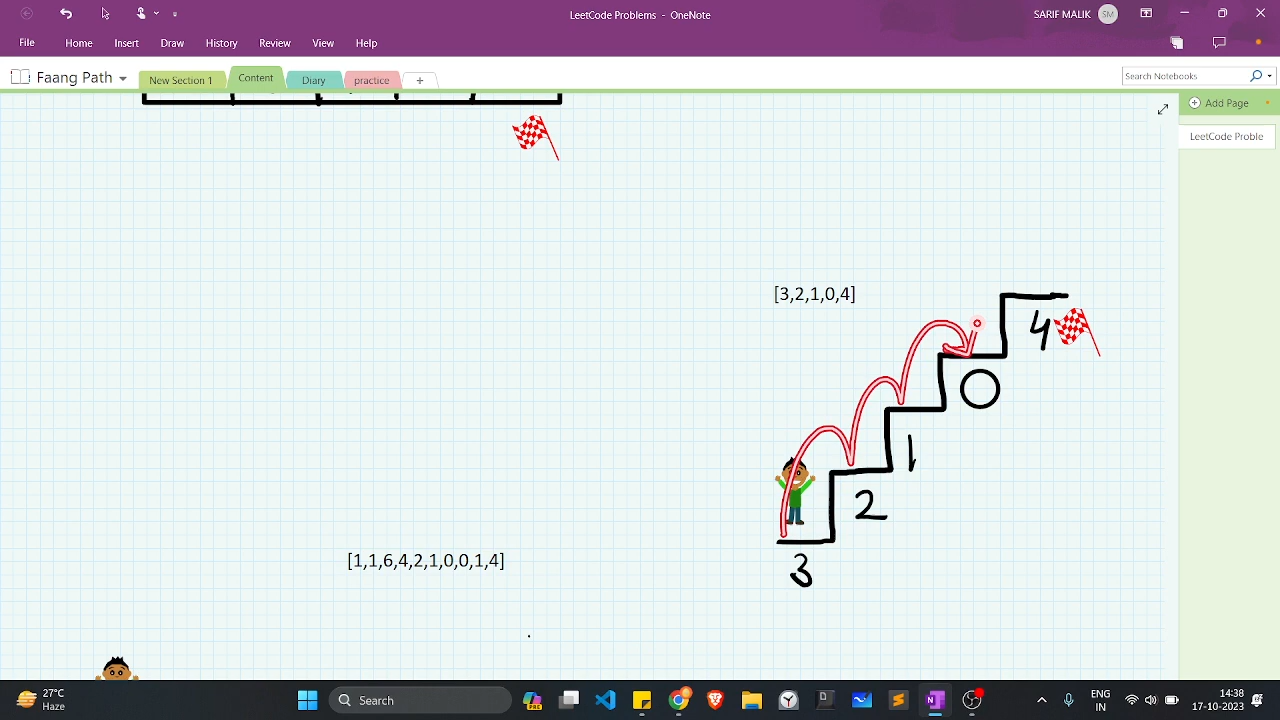 LeetCode Problems - OneNote
SARIF MALIK SM
File Home Insert Draw History Review View Help
Faang Path New Section 1 Content Diary practice +
Search Notebooks
Add Page
LeetCode Proble
[3,2,1,0,4]
4
0
1
2
3
[1,1,6,4,2,1,0,0,1,4]
27°C
Haze
Search
PRE
ENG
IN
17-10-2023